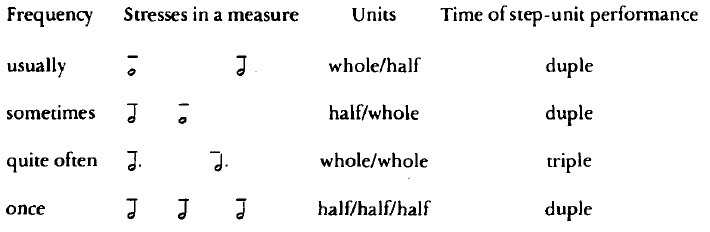 Frequency Stresses in a measure Units Time of step-unit performance
usually whole/half duple
sometimes half/whole duple
quite often whole/whole triple
once half/half/half duple